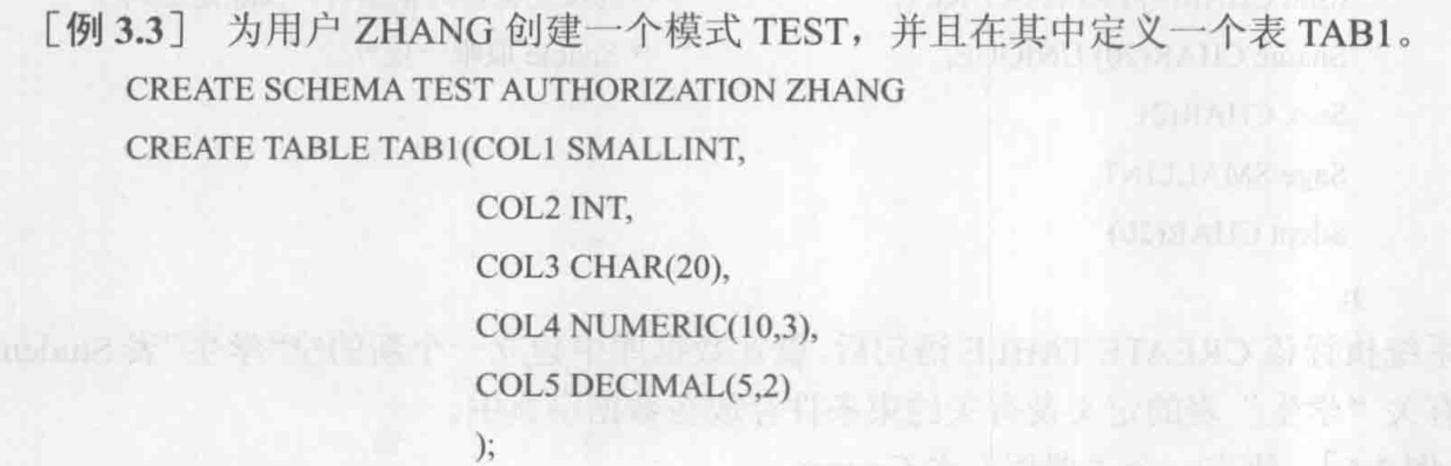 ［例 3.3］ 为用户 ZHANG 创建一个模式 TEST，并且在其中定义一个表 TAB1。
CREATE SCHEMA TEST AUTHORIZATION ZHANG
CREATE TABLE TAB1(COL1 SMALLINT,
COL2 INT,
COL3 CHAR(20),
COL4 NUMERIC(10,3),
COL5 DECIMAL(5,2)
);